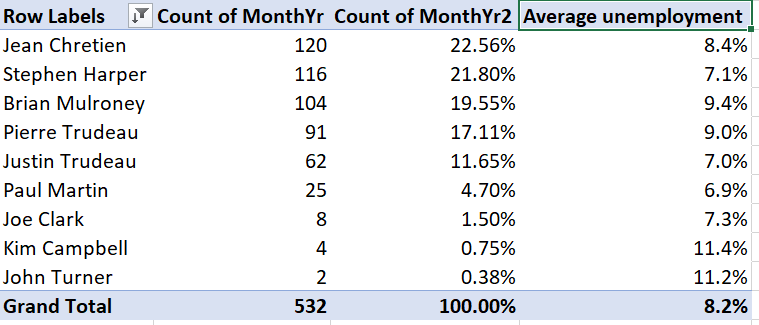 Row Labels Count of MonthYr Count of MonthYr2 Average unemployment
Jean Chretien 120 22.56% 8.4%
Stephen Harper 116 21.80% 7.1%
Brian Mulroney 104 19.55% 9.4%
Pierre Trudeau 91 17.11% 9.0%
Justin Trudeau 62 11.65% 7.0%
Paul Martin 25 4.70% 6.9%
Joe Clark 8 1.50% 7.3%
Kim Campbell 4 0.75% 11.4%
John Turner 2 0.38% 11.2%
Grand Total 532 100.00% 8.2%